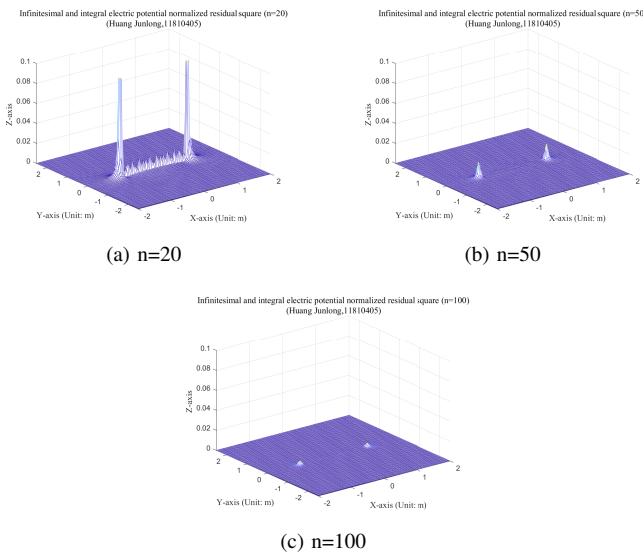 Infinitesimal and integral electric potential normalized residual square (n=20)
(Huang Junlong,11810405)
0.1
0.08
0.06
0.04
0.02
0
Z-axis
2
1
0
-1
-2
Y-axis (Unit: m)
-2
-1
0
1
2
X-axis (Unit: m)
(a) n=20
Infinitesimal and integral electric potential normalized residual square (n=50
(Huang Junlong,11810405)
0.1
0.08
0.06
0.04
0.02
0
Z-axis
2
1
0
-1
-2
Y-axis (Unit: m)
-2
-1
0
1
2
X-axis (Unit: m)
(b) n=50
Infinitesimal and integral electric potential normalized residual square (n=100)
(Huang Junlong,11810405)
0.1
0.08
0.06
0.04
0.02
0
Z-axis
2
1
0
-1
-2
Y-axis (Unit: m)
-2
-1
0
1
2
X-axis (Unit: m)
(c) n=100